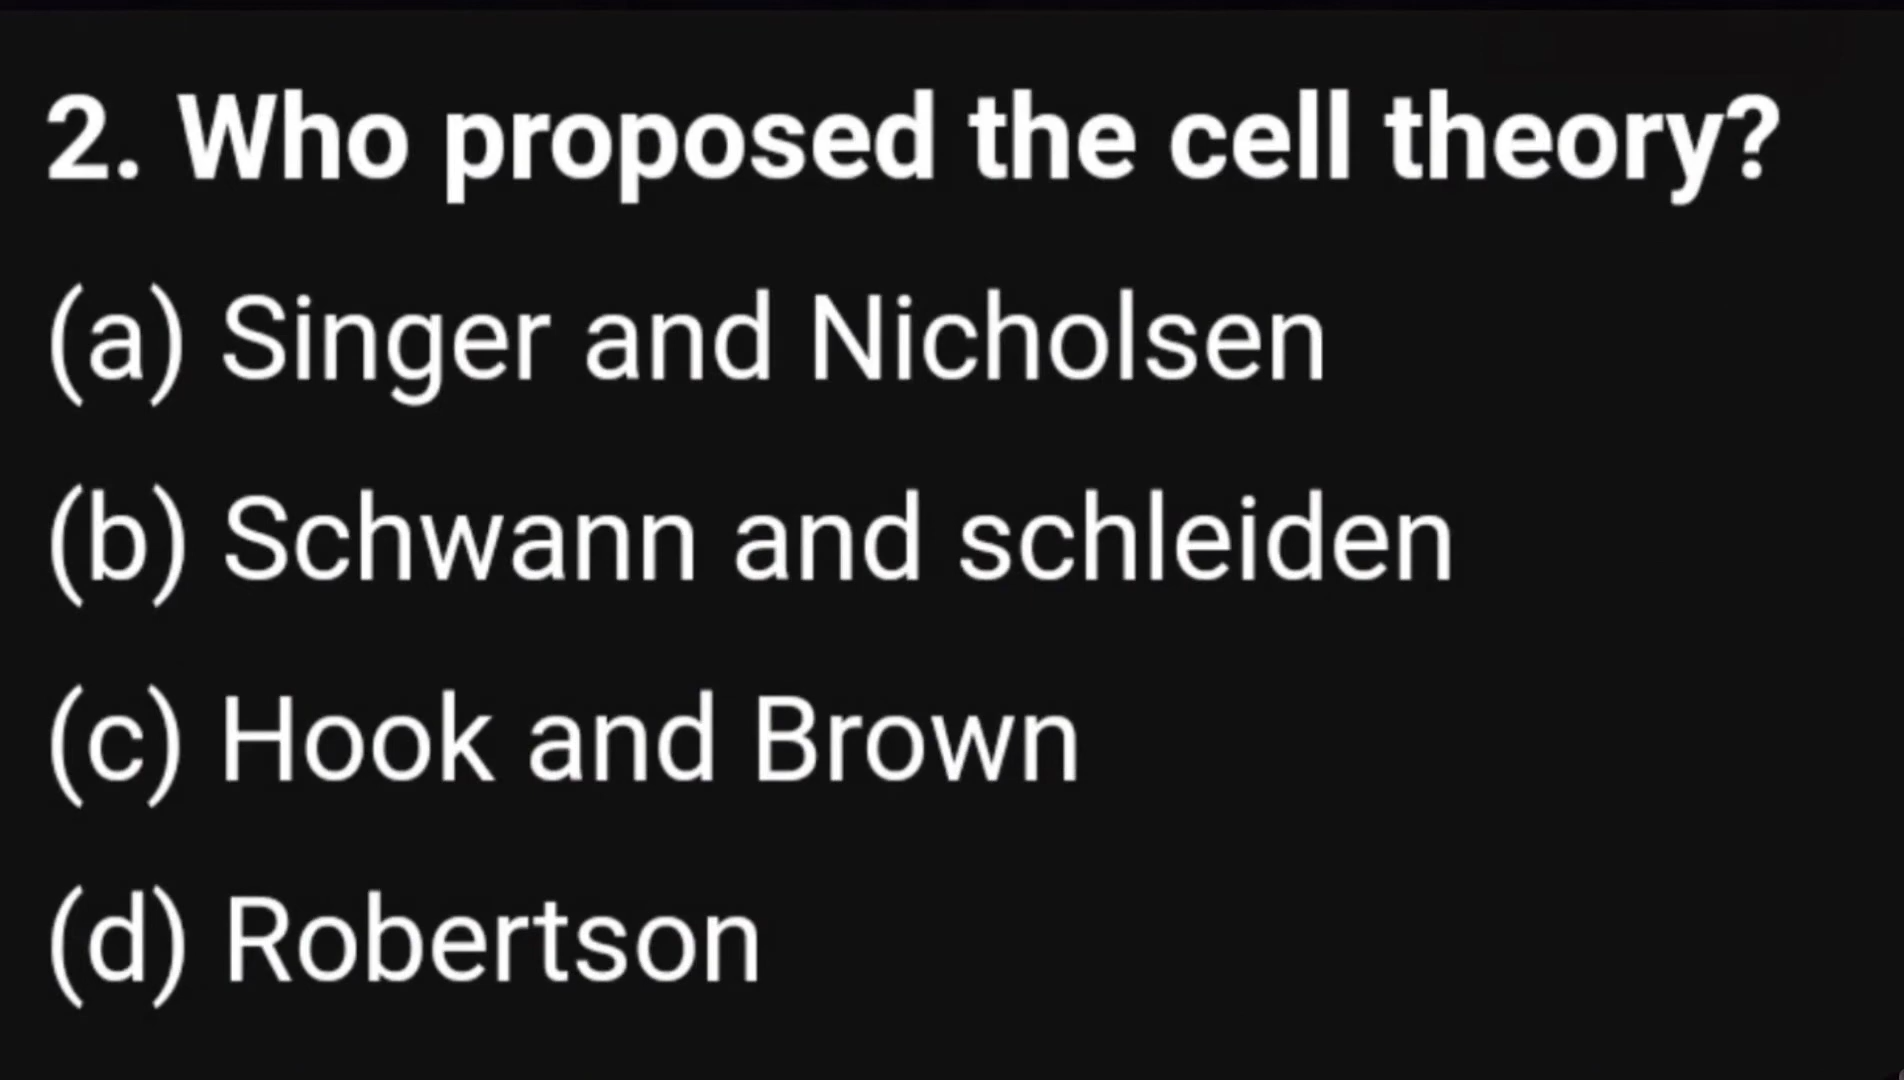 2. Who proposed the cell theory?
(a) Singer and Nicholsen
(b) Schwann and schleiden
(c) Hook and Brown
(d) Robertson